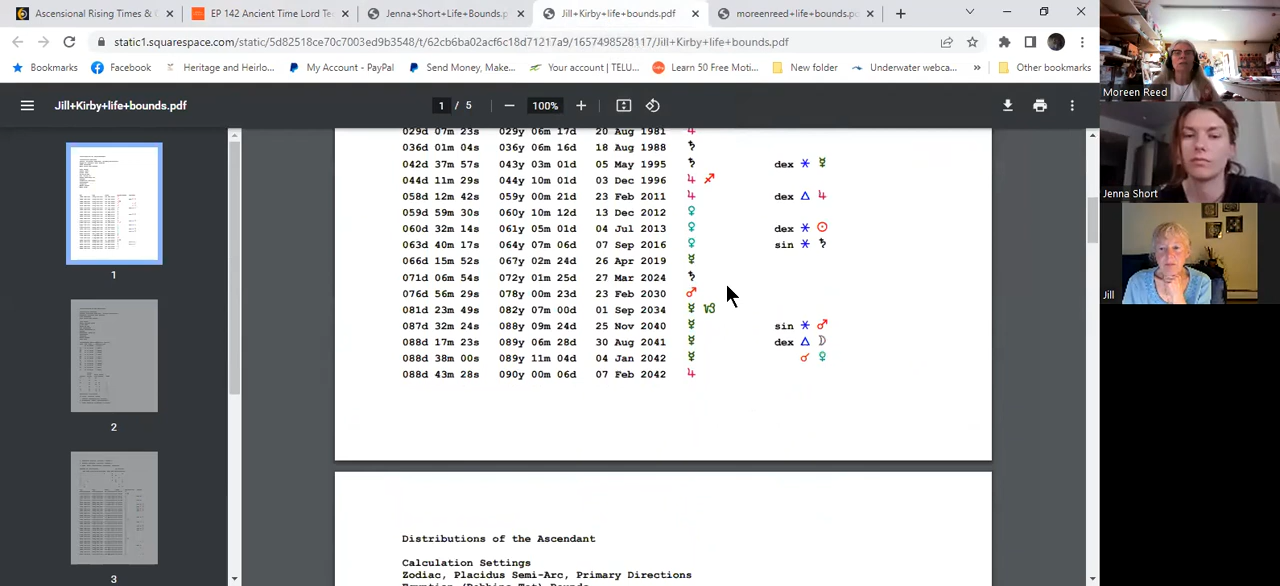 Ascensional Rising Times &
EP 142 Ancient Time Lord Te
Jenna+Short+Life+Bounds.p
Jill+Kirby+life+bounds.pdf
moreenreed+life+bounds.pd
static1.squarespace.com/static/5d82518ce70c7003ed9b3548/t/62cb6ba02acf6c18d71217a9/1657498528117/Jill+Kirby+life+bounds.pdf
Bookmarks Facebook Heritage and Heirlo... My Account - PayPal Your account | TELU... Learn 50 Free Moti... New folder Underwater webca... » Other bookmarks
Jill+Kirby+life+bounds.pdf 1 / 5 100%
029d 07m 23s 029y 06m 17d 20 Aug 1981 ♃
036d 01m 04s 036y 06m 16d 18 Aug 1988 ♄
042d 37m 57s 043y 03m 01d 05 May 1995 ♄ dex ⚹ ☿
044d 11m 29s 044y 10m 01d 03 Dec 1996 ♃ ♐
058d 12m 42s 059y 00m 21d 23 Feb 2011 ♃ dex △ ♃
059d 59m 30s 060y 10m 12d 13 Dec 2012 ♀
060d 32m 14s 061y 05m 01d 04 Jul 2013 ♀ dex ⚹ ☉
063d 40m 17s 064y 07m 06d 07 Sep 2016 ♀ sin ⚹ ♄
066d 15m 52s 067y 02m 24d 26 Apr 2019 ☿
071d 06m 54s 072y 01m 25d 27 Mar 2024 ♄
076d 56m 29s 078y 00m 23d 23 Feb 2030 ♂
081d 23m 49s 082y 07m 00d 01 Sep 2034 ☿ ♑
087d 32m 24s 088y 09m 24d 25 Nov 2040 ☿ sin ⚹ ♂
088d 17m 23s 089y 06m 28d 30 Aug 2041 ☿ dex △ ☽
088d 38m 00s 089y 11m 04d 04 Jan 2042 ☿ ☌ ♀
088d 43m 28s 090y 0m 06d 07 Feb 2042 ♃
Distributions of the Ascendant
Calculation Settings
Zodiac, Placidus Semi-Arc, Primary Directions
1
2
3
Moreen Reed
Jenna Short
Jill